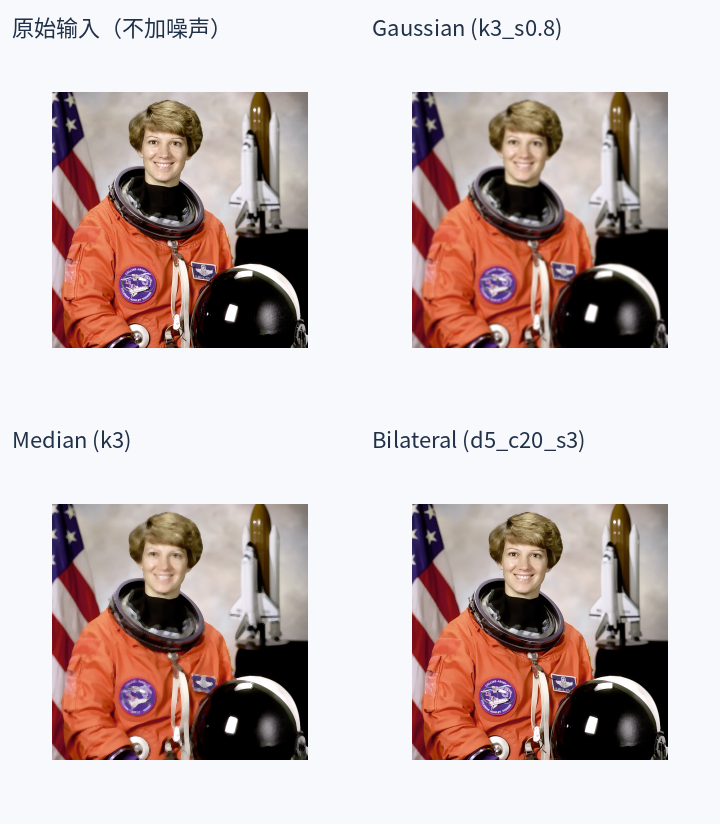 原始输入（不加噪声）
Gaussian (k3_s0.8)
Median (k3)
Bilateral (d5_c20_s3)